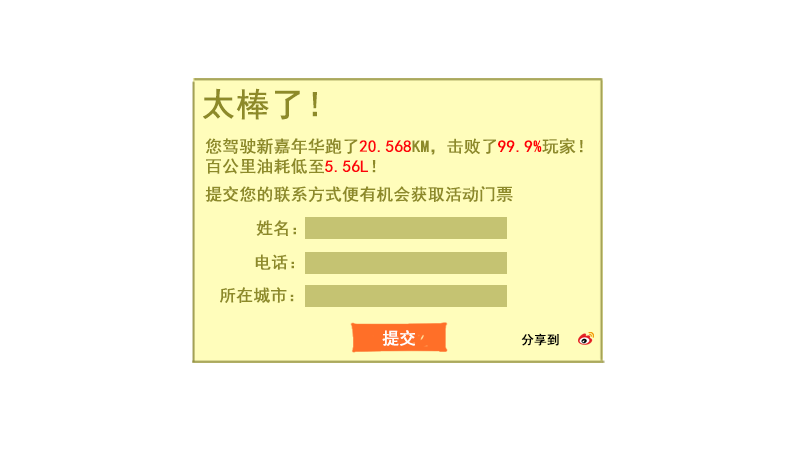 太棒了！
您驾驶新嘉年华跑了20.568KM，击败了99.9%玩家！
百公里油耗低至5.56L！
提交您的联系方式便有机会获取活动门票
姓名：
电话：
所在城市：
提交
分享到